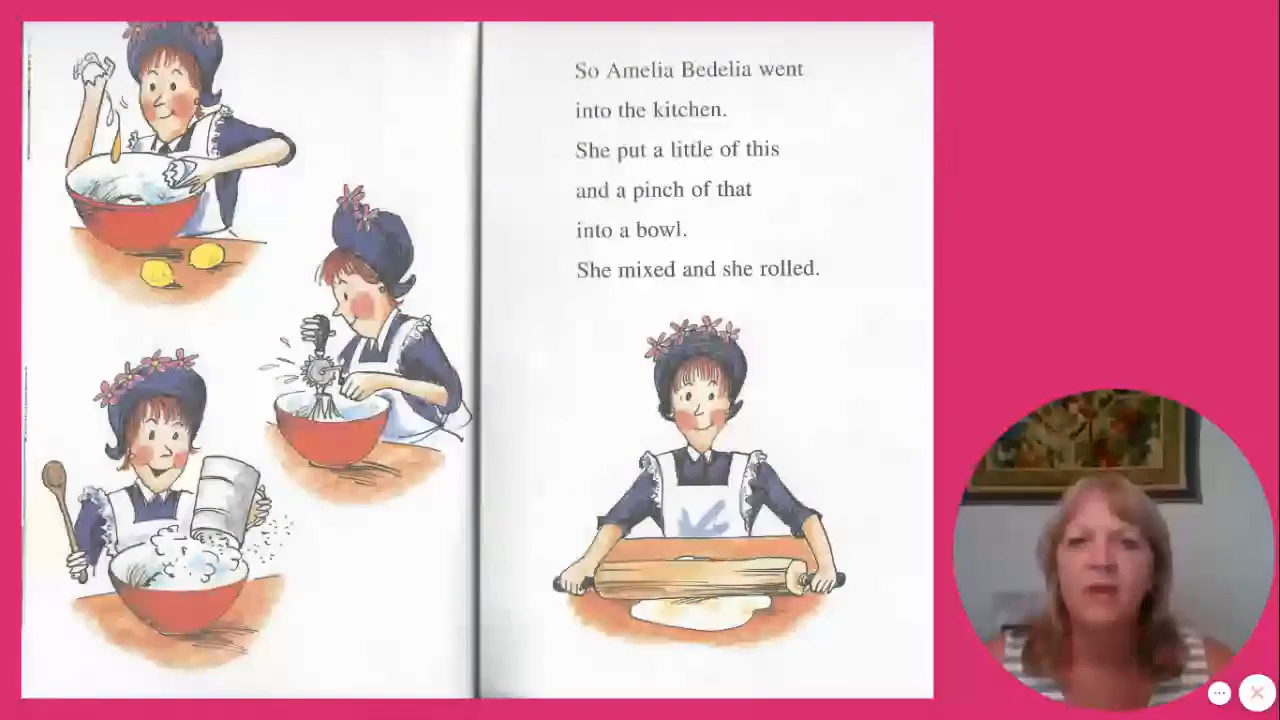 So Amelia Bedelia went
into the kitchen.
She put a little of this
and a pinch of that
into a bowl.
She mixed and she rolled.